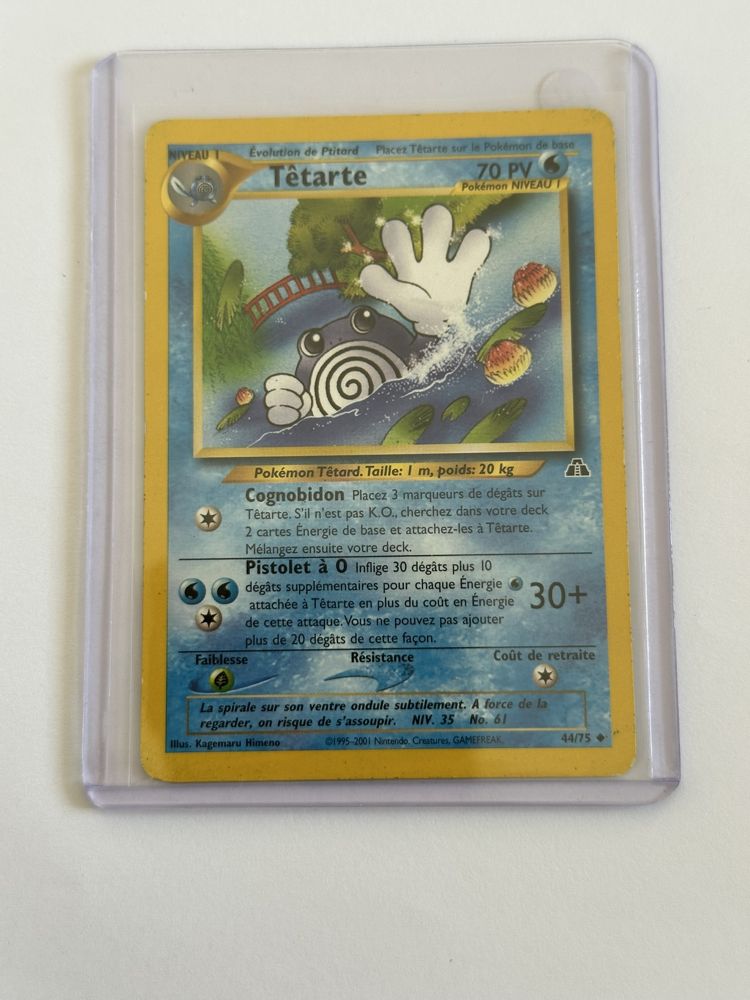 NIVEAU 1 Évolution de Ptitard Placez Têtarte sur le Pokémon de base
Têtarte 70 PV
Pokémon NIVEAU 1
Pokémon Têtard. Taille: 1 m, poids: 20 kg
Cognobidon Placez 3 marqueurs de dégâts sur
Têtarte. S'il n'est pas K.O., cherchez dans votre deck
2 cartes Énergie de base et attachez-les à Têtarte.
Mélangez ensuite votre deck.
Pistolet à O Inflige 30 dégâts plus 10
dégâts supplémentaires pour chaque Énergie
attachée à Têtarte en plus du coût en Énergie
de cette attaque. Vous ne pouvez pas ajouter
plus de 20 dégâts de cette façon.
30+
Faiblesse Résistance Coût de retraite
La spirale sur son ventre ondule subtilement. A force de la
regarder, on risque de s'assoupir. NIV. 35 No. 61
Illus. Kagemaru Himeno ©1995-2001 Nintendo, Creatures, GAMEFREAK. 44/75